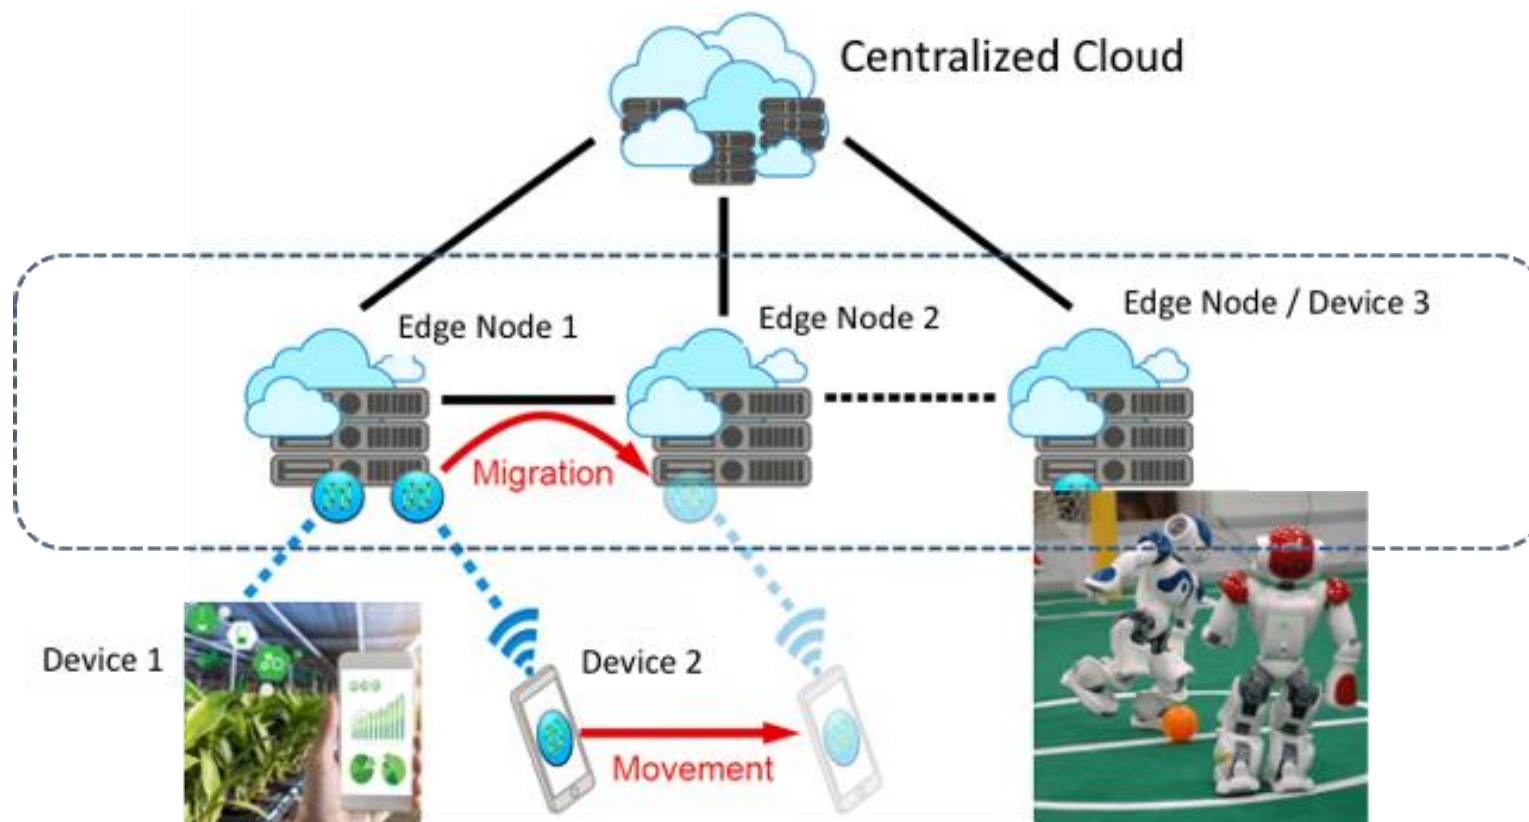 Centralized Cloud
Edge Node 1
Edge Node 2
Edge Node / Device 3
Migration
Device 1
Device 2
Movement